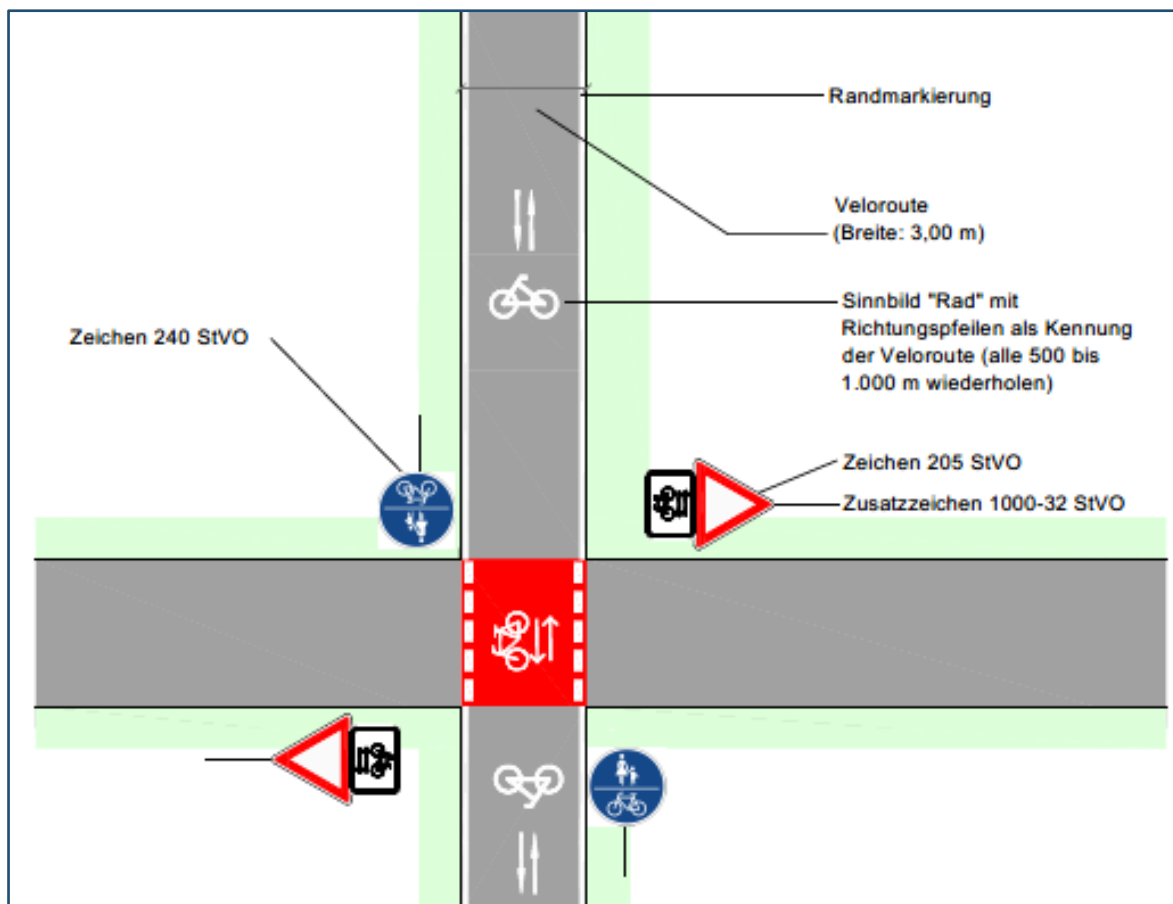 Randmarkierung
Veloroute
(Breite: 3,00 m)
Sinnbild "Rad" mit
Richtungspfeilen als Kennung
der Veloroute (alle 500 bis
1.000 m wiederholen)
Zeichen 240 StVO
Zeichen 205 StVO
Zusatzzeichen 1000-32 StVO